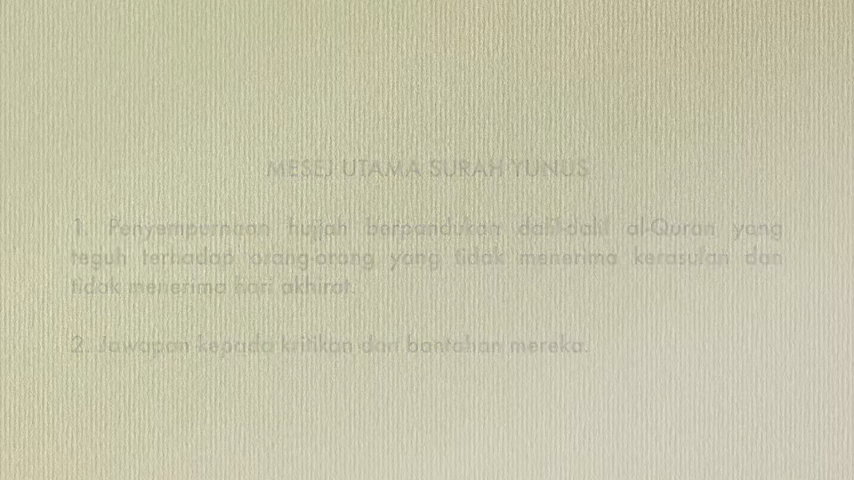 MESEJ UTAMA SURAH YUNUS
1. Penyempurnaan hujjah berpandukan dalil-dalil al-Quran yang
teguh terhadap orang-orang yang tidak menerima kerasulan dan
tidak menerima hari akhirat.
2. Jawapan kepada kritikan dan bantahan mereka.